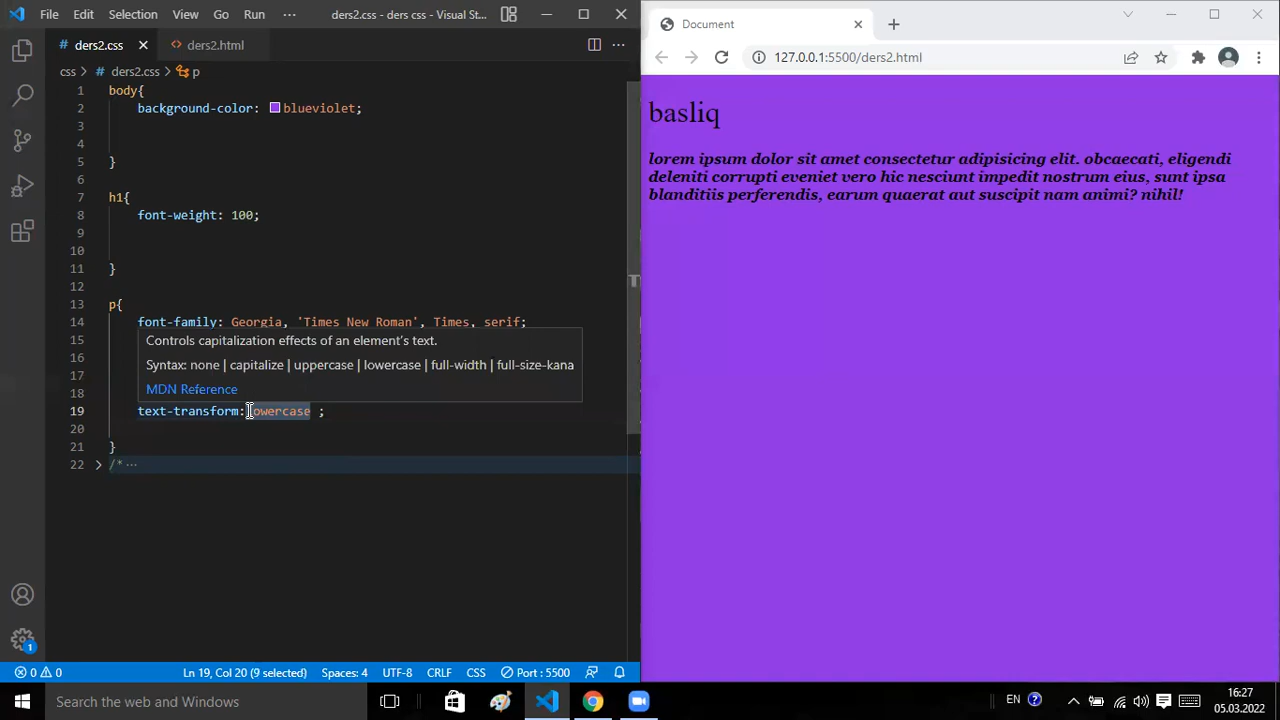 File Edit Selection View Go Run ··· ders2.css - ders css - Visual St...
ders2.css ders2.html
css > ders2.css > p
1 body{
2 background-color: blueviolet;
3
4
5 }
6
7 h1{
8 font-weight: 100;
9
10
11 }
12
13 p{
14 font-family: Georgia, 'Times New Roman', Times, serif;
15
16
17
18
Controls capitalization effects of an element's text.
Syntax: none | capitalize | uppercase | lowercase | full-width | full-size-kana
MDN Reference
19 text-transform:lowercase ;
20
21 }
22 /*···
1
0 0 Ln 19, Col 20 (9 selected) Spaces: 4 UTF-8 CRLF CSS Port : 5500
Document
127.0.0.1:5500/ders2.html
basliq
lorem ipsum dolor sit amet consectetur adipisicing elit. obcaecati, eligendi
deleniti corrupti eveniet vero hic nesciunt impedit nostrum eius, sunt ipsa
blanditiis perferendis, earum quaerat aut suscipit nam animi? nihil!
Search the web and Windows
EN
16:27
05.03.2022